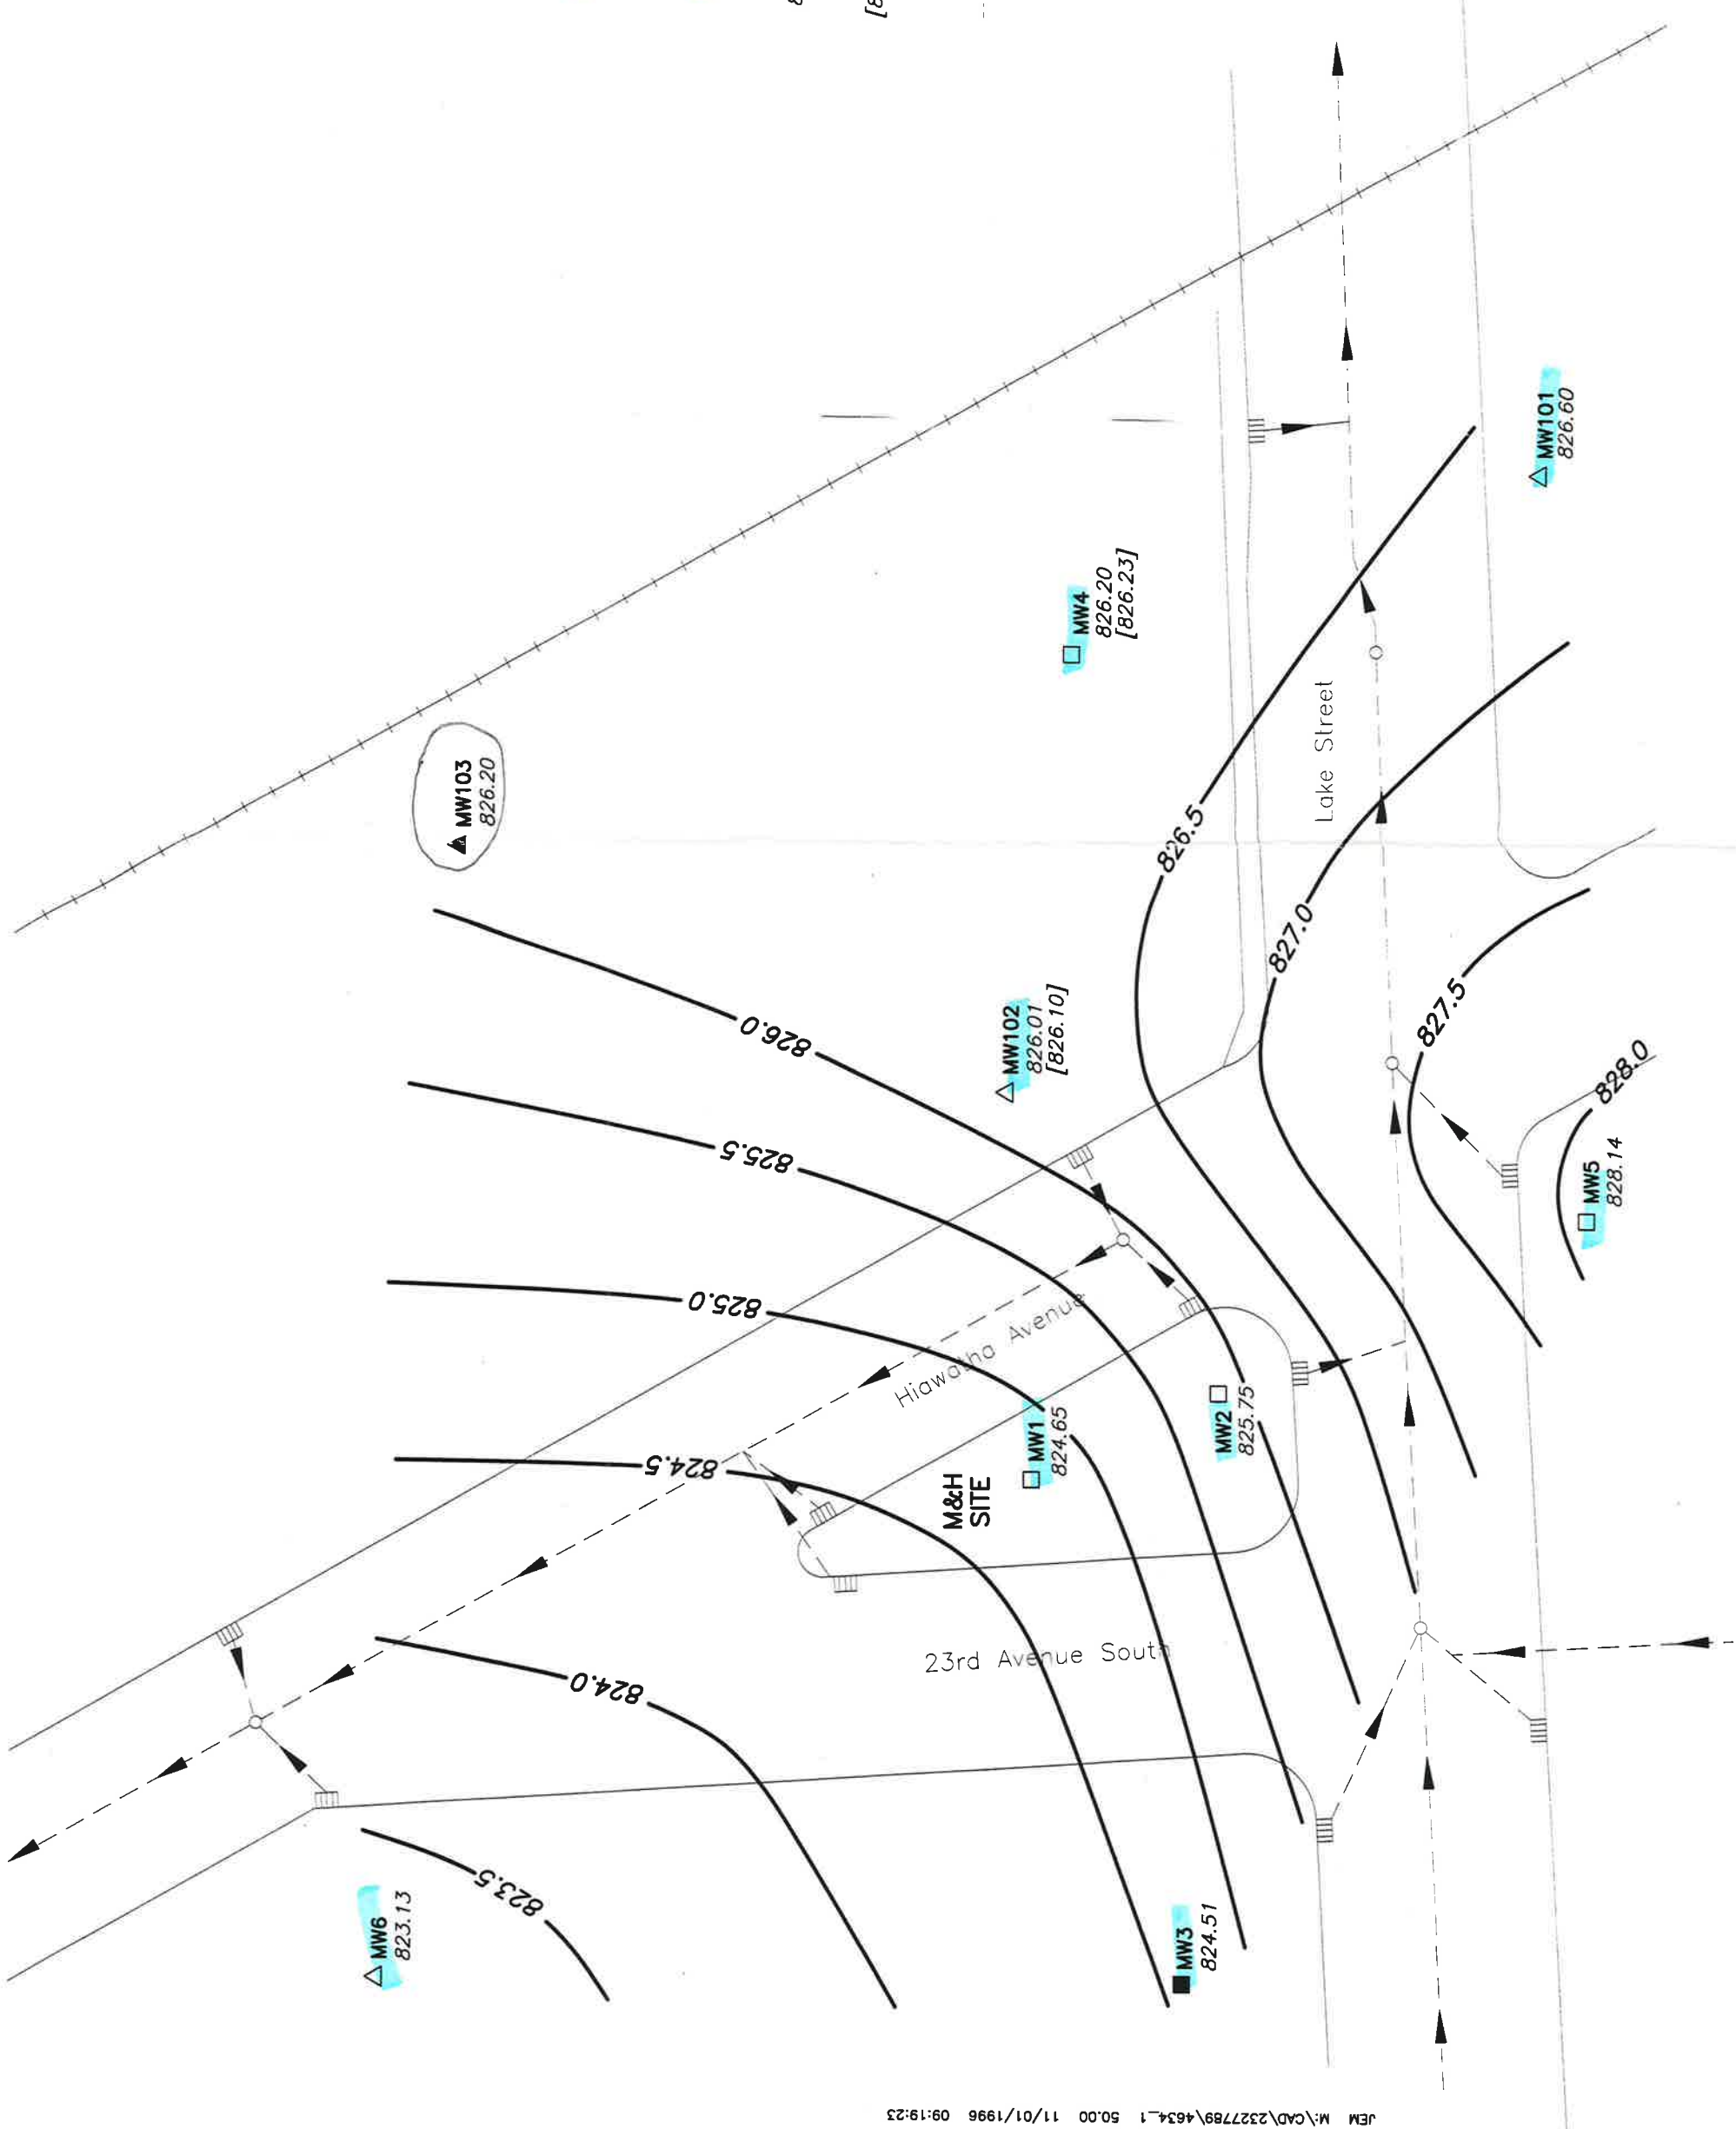 MW103
826.20
MW4
826.20
[826.23]
MW101
826.60
MW102
826.01
[826.10]
MW5
828.14
MW2
825.75
MW1
824.65
M&H
SITE
MW3
824.51
MW6
823.13
826.5
827.0
827.5
828.0
826.0
825.5
825.0
824.5
824.0
823.5
Lake Street
Hiawatha Avenue
23rd Avenue South
JEM M:\CAD\2327789\4634_1 50.00 11/01/1996 09:19:23